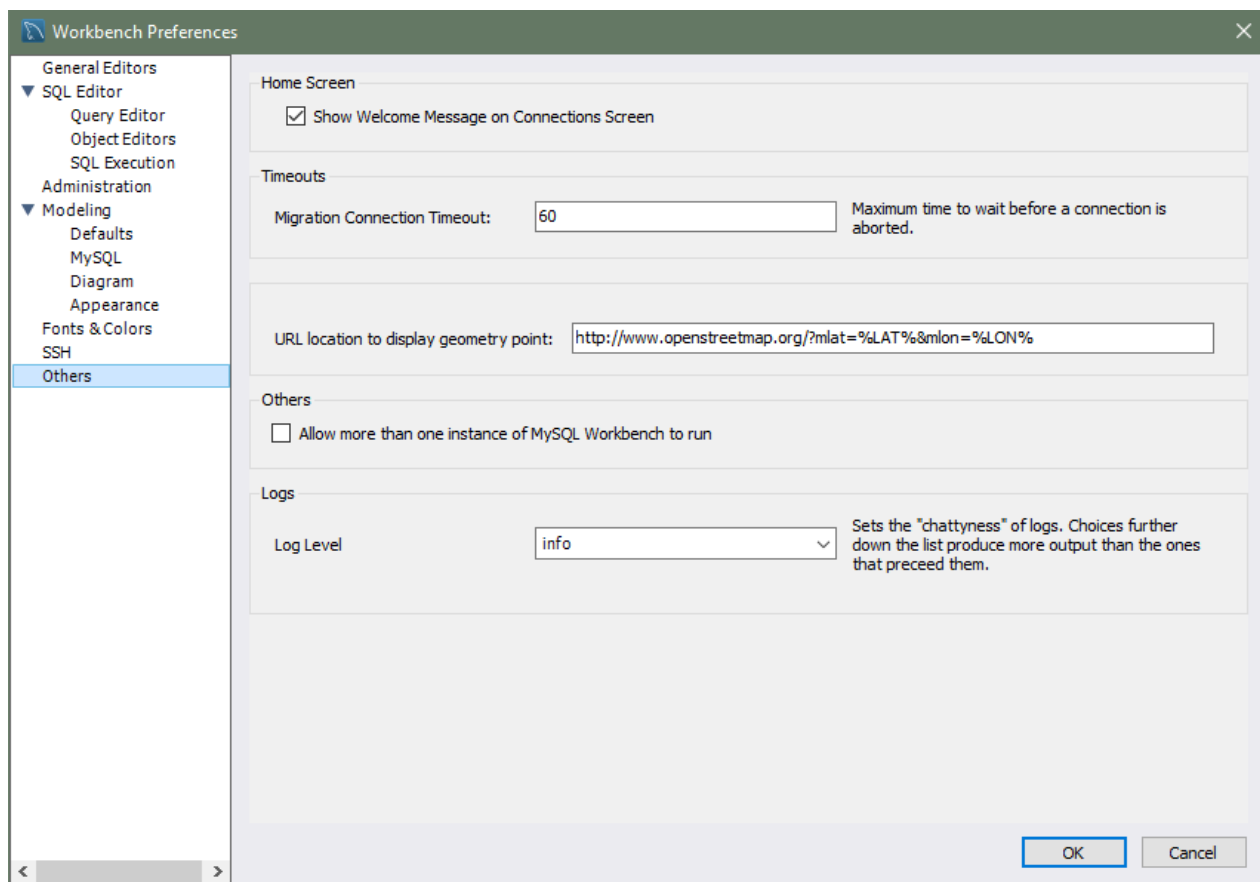 Workbench Preferences
General Editors
SQL Editor
Query Editor
Object Editors
SQL Execution
Administration
Modeling
Defaults
MySQL
Diagram
Appearance
Fonts & Colors
SSH
Others
Home Screen
Show Welcome Message on Connections Screen
Timeouts
Migration Connection Timeout:
60
Maximum time to wait before a connection is
aborted.
URL location to display geometry point:
http://www.openstreetmap.org/?mlat=%LAT%&mlon=%LON%
Others
Allow more than one instance of MySQL Workbench to run
Logs
Log Level
info
Sets the "chattyness" of logs. Choices further
down the list produce more output than the ones
that preceed them.
OK
Cancel